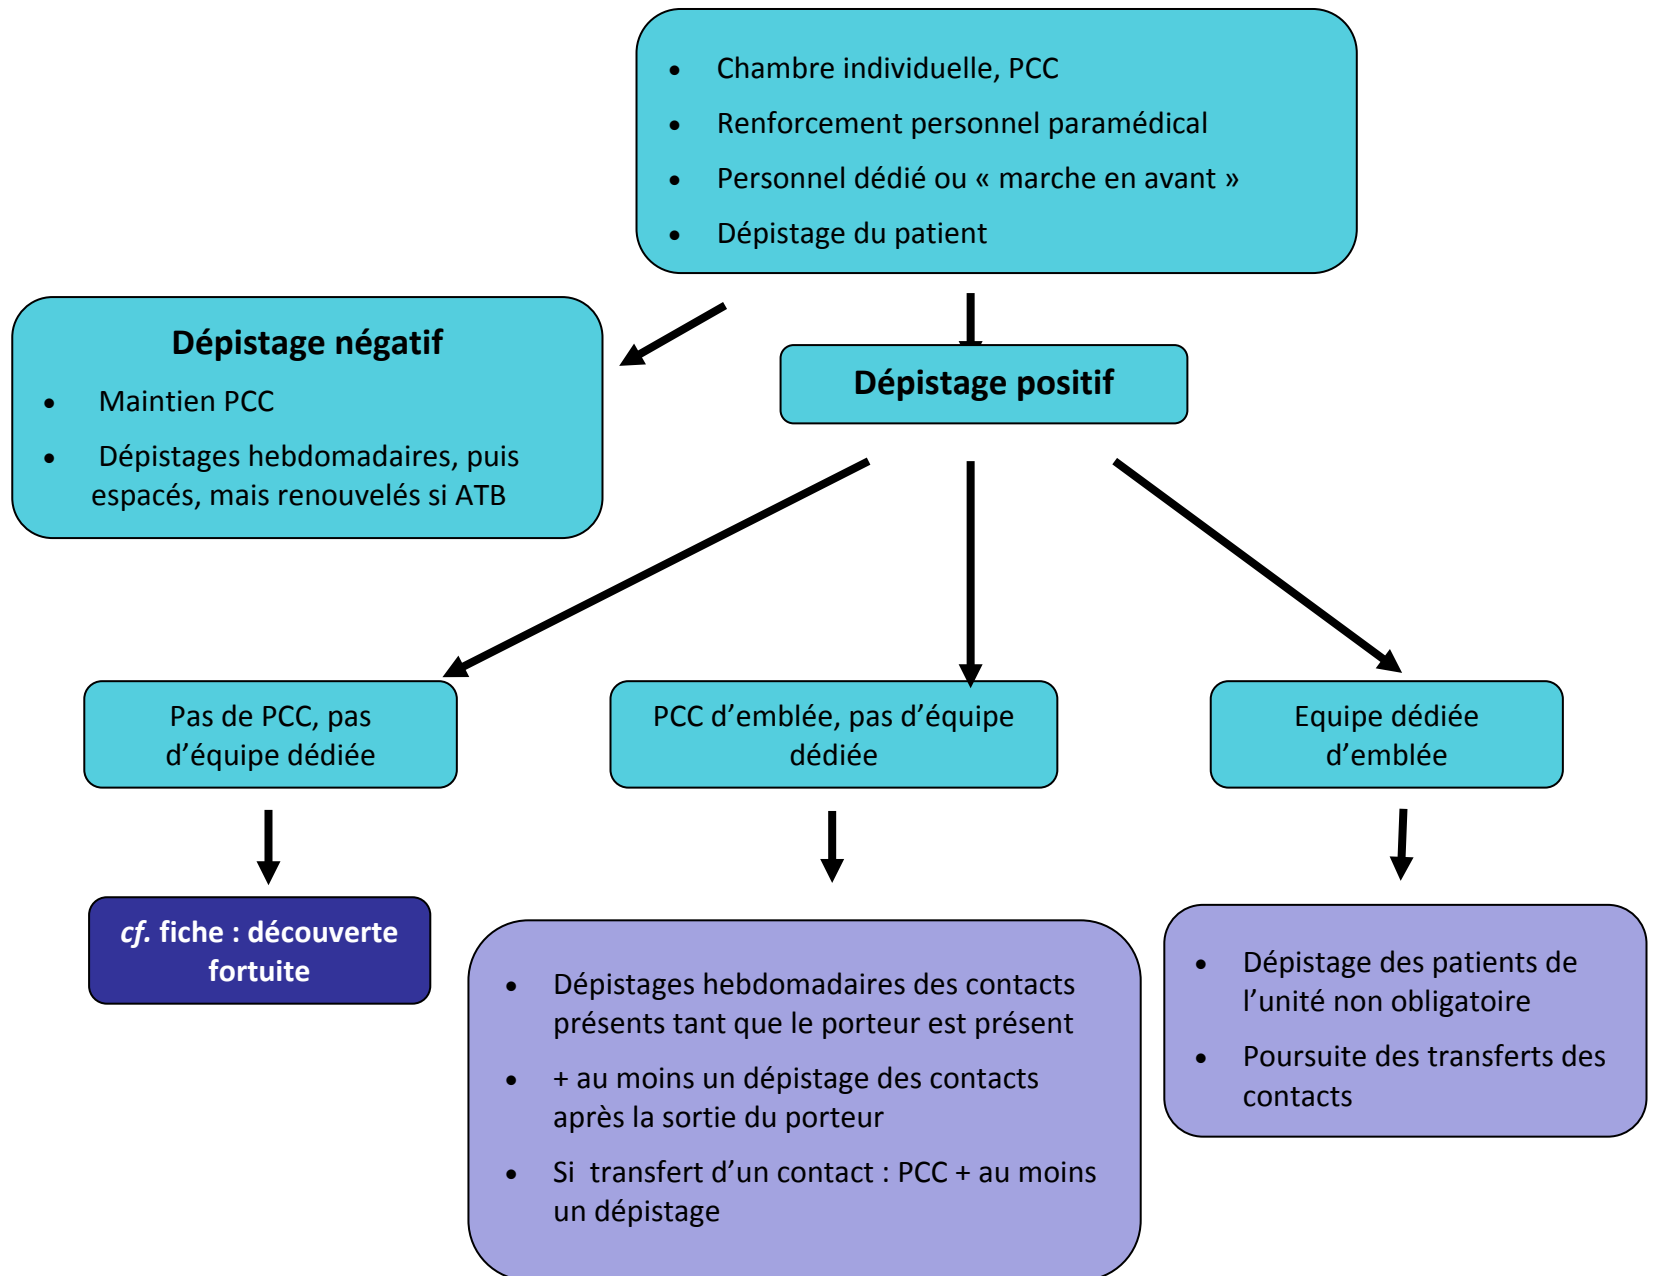 • Chambre individuelle, PCC
• Renforcement personnel paramédical
• Personnel dédié ou « marche en avant »
• Dépistage du patient
Dépistage négatif
• Maintien PCC
• Dépistages hebdomadaires, puis
espacés, mais renouvelés si ATB
Dépistage positif
Pas de PCC, pas
d’équipe dédiée
PCC d’emblée, pas d’équipe
dédiée
Equipe dédiée
d’emblée
cf. fiche : découverte
fortuite
• Dépistages hebdomadaires des contacts
présents tant que le porteur est présent
• + au moins un dépistage des contacts
après la sortie du porteur
• Si transfert d’un contact : PCC + au moins
un dépistage
• Dépistage des patients de
l’unité non obligatoire
• Poursuite des transferts des
contacts